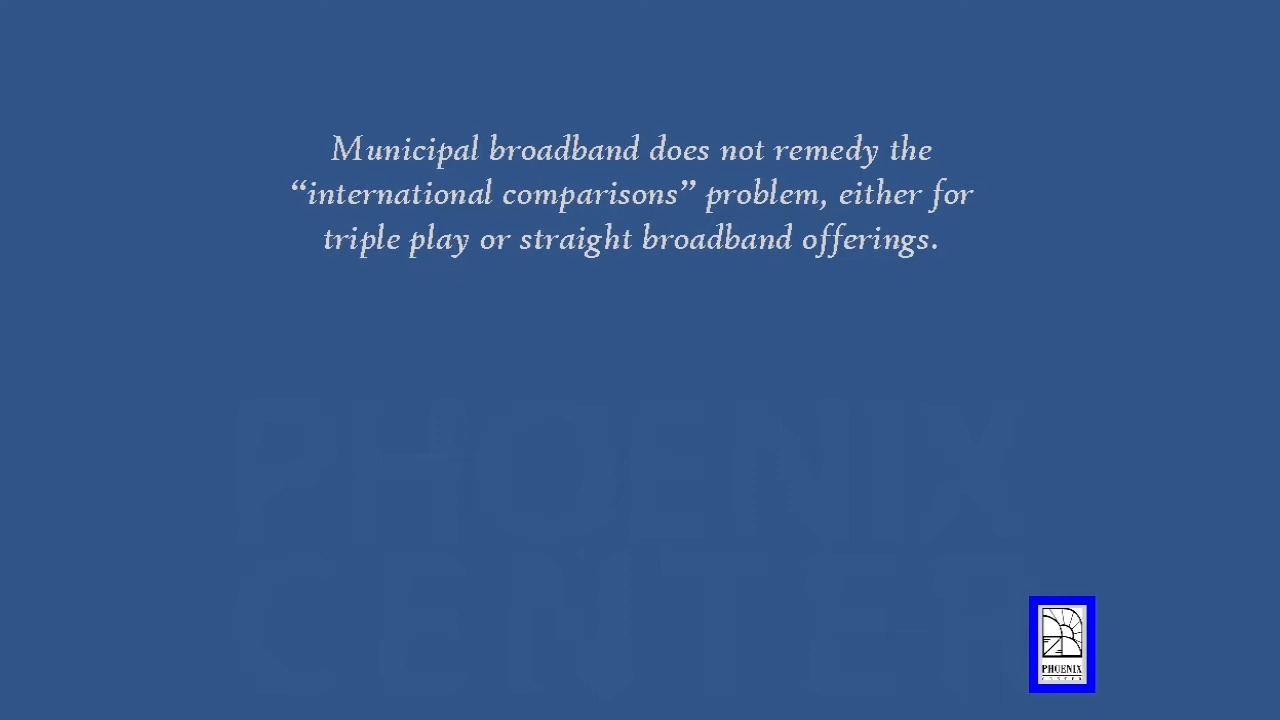 Municipal broadband does not remedy the
“international comparisons” problem, either for
triple play or straight broadband offerings.
PHOENIX
CENTER
PHOENIX
CENTER